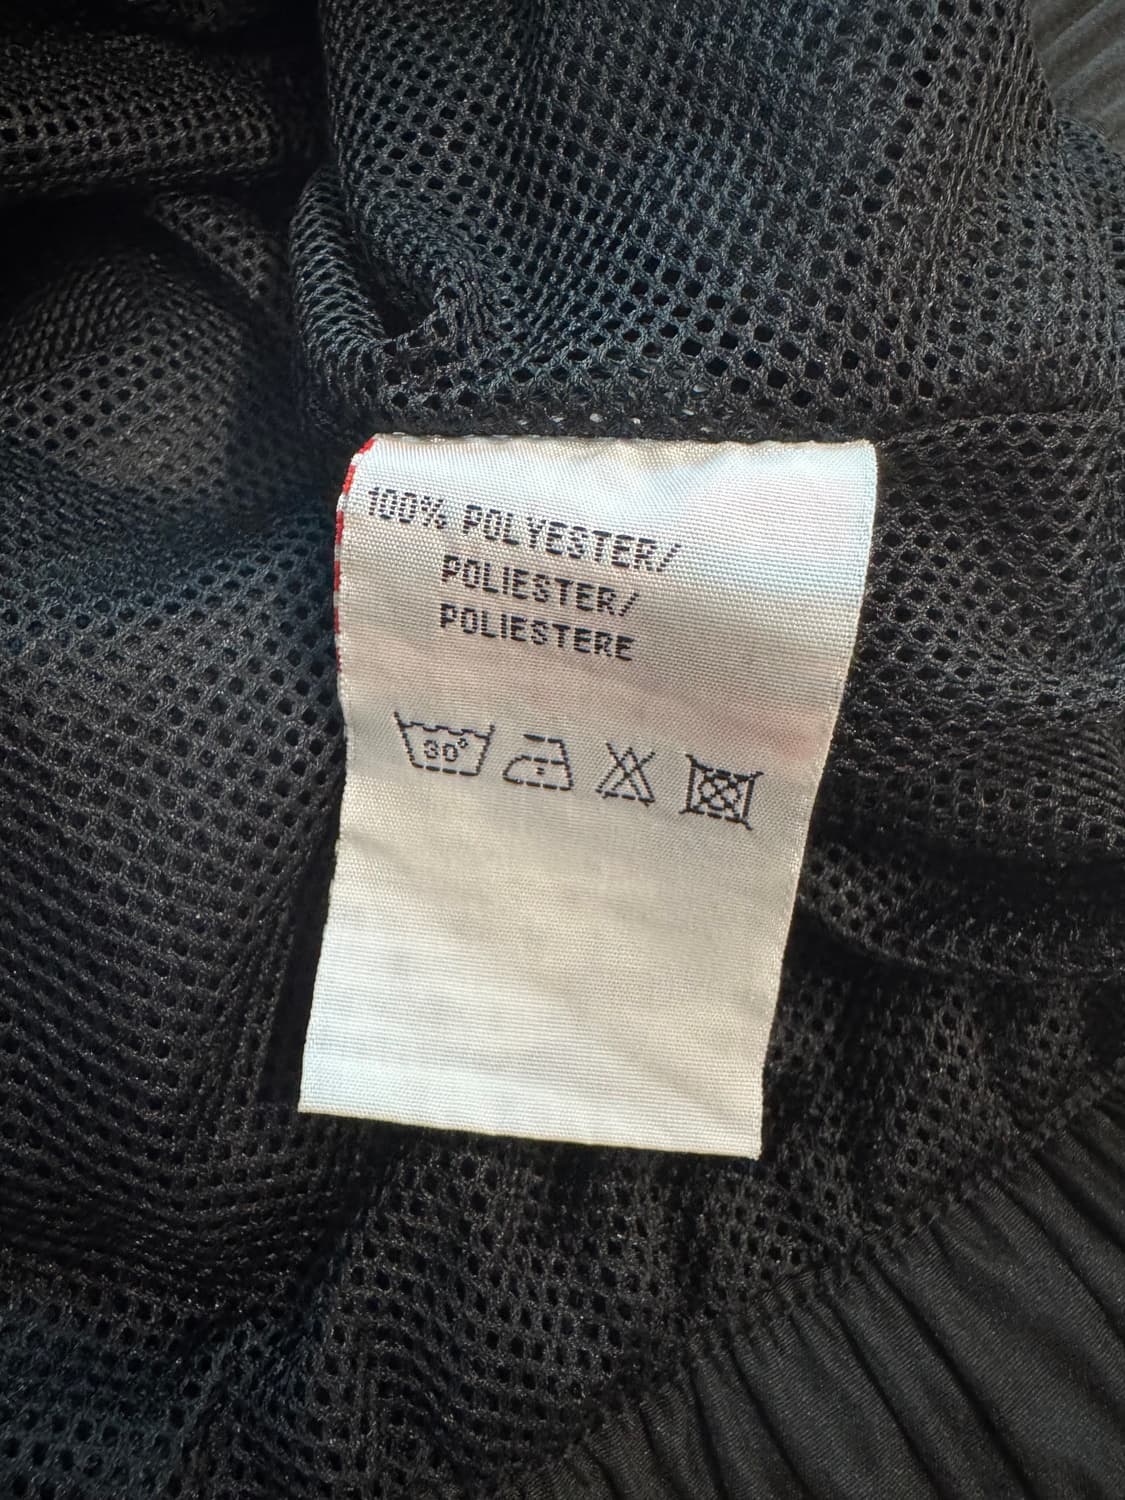 100% POLYESTER/
POLIESTER/
POLIESTERE
30°